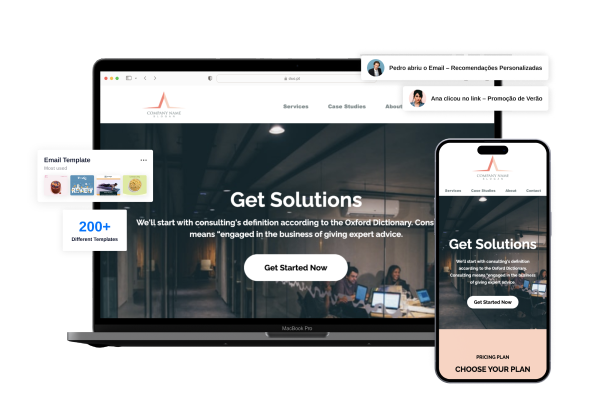 Pedro abriu o Email – Recomendações Personalizadas
Ana clicou no link – Promoção de Verão
COMPANY NAME
Services
Case Studies
About
Email Template
Most used
200+
Different Templates
Get Solutions
We'll start with consulting's definition according to the Oxford Dictionary. Cons
means "engaged in the business of giving expert advice.
Get Started Now
MacBook Pro
COMPANY NAME
Services
Case Studies
About
Contact
Get Solutions
We'll start with consulting's definition
according to the Oxford Dictionary.
Consulting means "engaged in the business
of giving expert advice.
Get Started Now
PRICING PLAN
CHOOSE YOUR PLAN